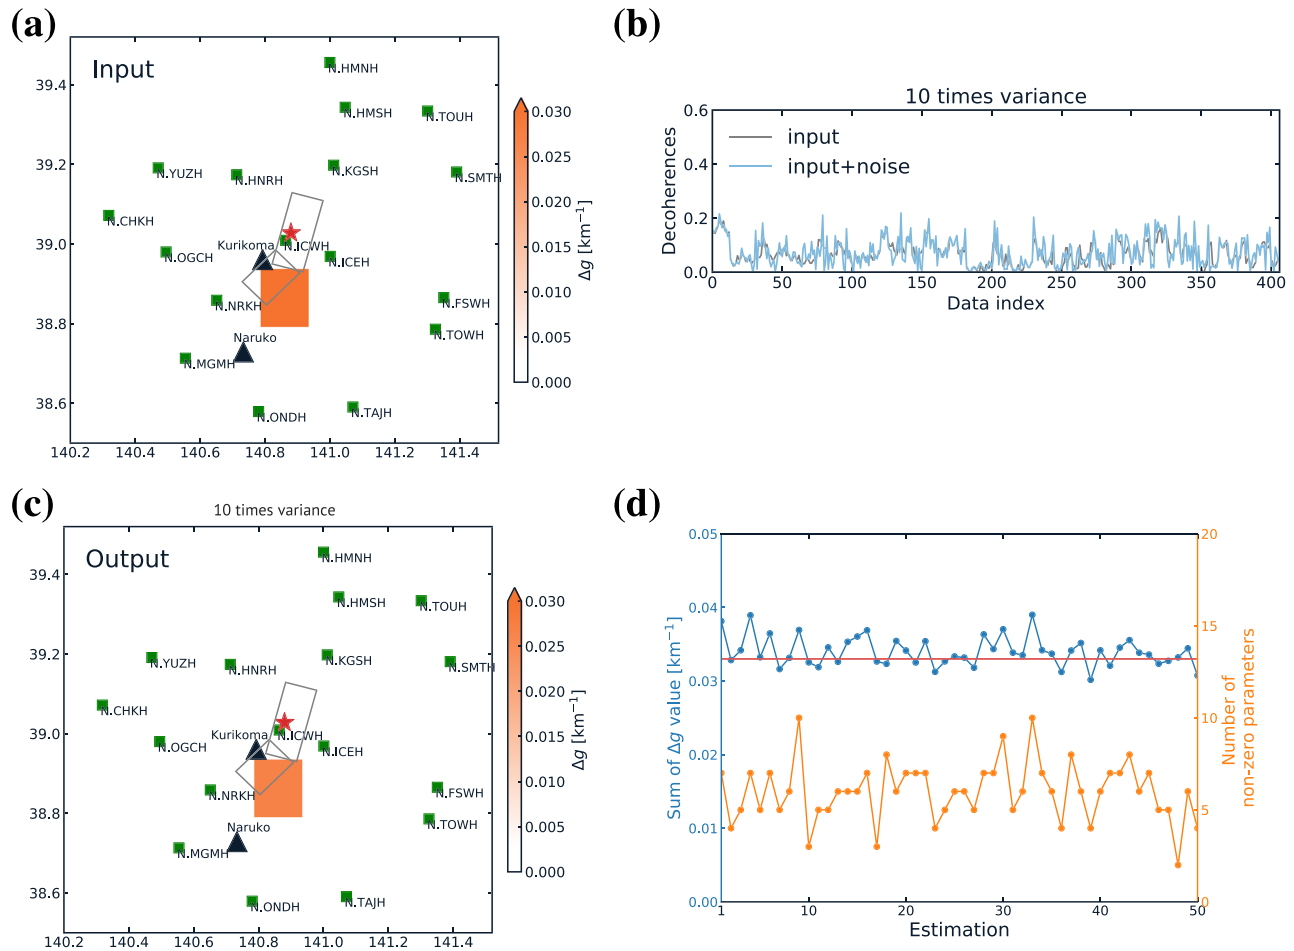 (a)
Input
N.HMNH
N.HMSH
N.TOUH
N.YUZH
N.HNRH
N.KGSH
N.SMTH
N.CHKH
N.OGCH
Kurikoma
N.ICWH
N.ICEH
N.NRKH
N.FSWH
N.TOWH
Naruko
N.MGMH
N.ONDH
N.TAJH
39.4
39.2
39.0
38.8
38.6
140.2 140.4 140.6 140.8 141.0 141.2 141.4
0.030
0.025
0.020
0.015
0.010
0.005
0.000
Δg [km⁻¹]
(b)
10 times variance
input
input+noise
Decoherences
0.6
0.4
0.2
0.0
0 50 100 150 200 250 300 350 400
Data index
(c)
10 times variance
Output
N.HMNH
N.HMSH
N.TOUH
N.YUZH
N.HNRH
N.KGSH
N.SMTH
N.CHKH
N.OGCH
Kurikoma
N.ICWH
N.ICEH
N.NRKH
N.FSWH
N.TOWH
Naruko
N.MGMH
N.ONDH
N.TAJH
39.4
39.2
39.0
38.8
38.6
140.2 140.4 140.6 140.8 141.0 141.2 141.4
0.030
0.025
0.020
0.015
0.010
0.005
0.000
Δg [km⁻¹]
(d)
Sum of Δg value [km⁻¹]
0.05
0.04
0.03
0.02
0.01
0.00
20
15
10
5
0
Number of
non-zero parameters
1 10 20 30 40 50
Estimation